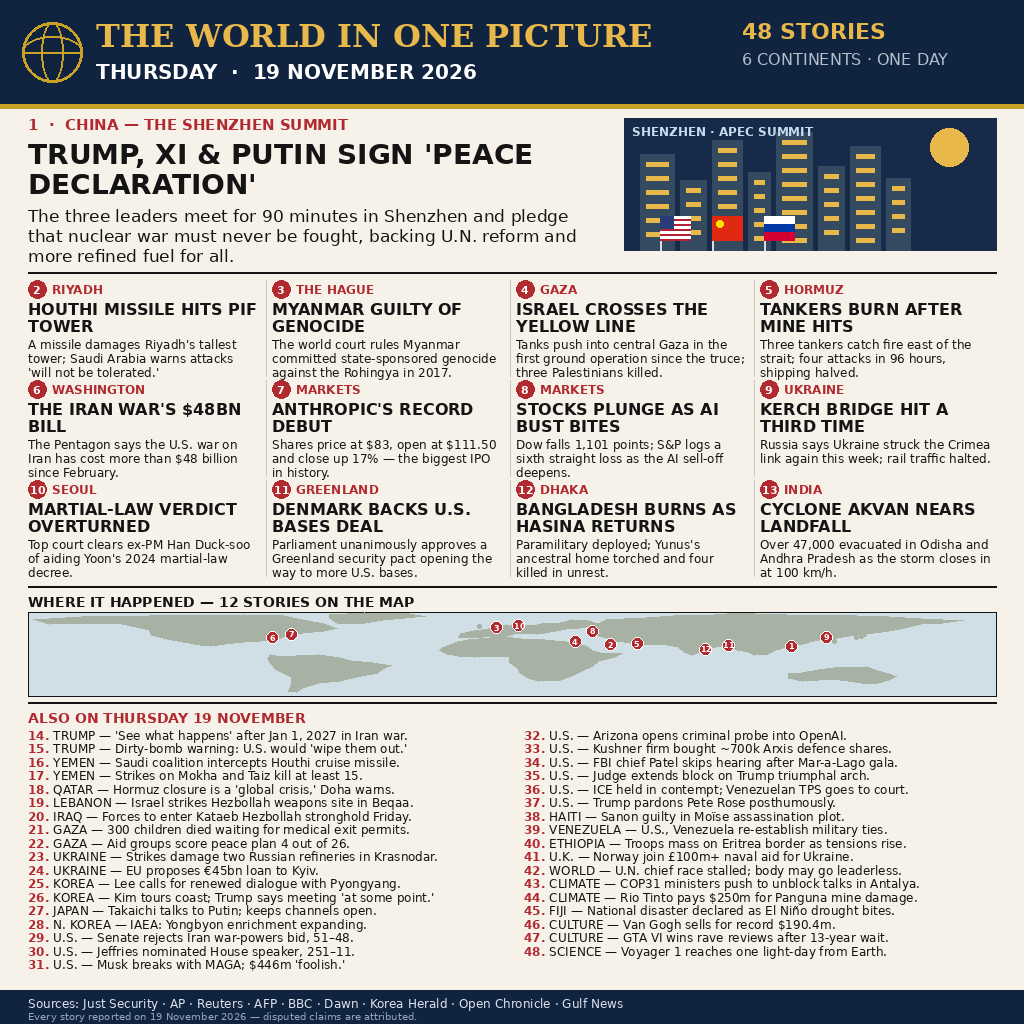 THE WORLD IN ONE PICTURE
THURSDAY · 19 NOVEMBER 2026
48 STORIES
6 CONTINENTS · ONE DAY
1 · CHINA — THE SHENZHEN SUMMIT
TRUMP, XI & PUTIN SIGN 'PEACE
DECLARATION'
The three leaders meet for 90 minutes in Shenzhen and pledge
that nuclear war must never be fought, backing U.N. reform and
more refined fuel for all.
SHENZHEN · APEC SUMMIT
2 RIYADH
HOUTHI MISSILE HITS PIF
TOWER
A missile damages Riyadh's tallest
tower; Saudi Arabia warns attacks
'will not be tolerated.'
3 THE HAGUE
MYANMAR GUILTY OF
GENOCIDE
The world court rules Myanmar
committed state-sponsored genocide
against the Rohingya in 2017.
4 GAZA
ISRAEL CROSSES THE
YELLOW LINE
Tanks push into central Gaza in the
first ground operation since the truce;
three Palestinians killed.
5 HORMUZ
TANKERS BURN AFTER
MINE HITS
Three tankers catch fire east of the
strait; four attacks in 96 hours,
shipping halved.
6 WASHINGTON
THE IRAN WAR'S $48BN
BILL
The Pentagon says the U.S. war on
Iran has cost more than $48 billion
since February.
7 MARKETS
ANTHROPIC'S RECORD
DEBUT
Shares price at $83, open at $111.50
and close up 17% — the biggest IPO
in history.
8 MARKETS
STOCKS PLUNGE AS AI
BUST BITES
Dow falls 1,101 points; S&P logs a
sixth straight loss as the AI sell-off
deepens.
9 UKRAINE
KERCH BRIDGE HIT A
THIRD TIME
Russia says Ukraine struck the Crimea
link again this week; rail traffic halted.
10 SEOUL
MARTIAL-LAW VERDICT
OVERTURNED
Top court clears ex-PM Han Duck-soo
of aiding Yoon's 2024 martial-law
decree.
11 GREENLAND
DENMARK BACKS U.S.
BASES DEAL
Parliament unanimously approves a
Greenland security pact opening the
way to more U.S. bases.
12 DHAKA
BANGLADESH BURNS AS
HASINA RETURNS
Paramilitary deployed; Yunus's
ancestral home torched and four
killed in unrest.
13 INDIA
CYCLONE AKVAN NEARS
LANDFALL
Over 47,000 evacuated in Odisha and
Andhra Pradesh as the storm closes in
at 100 km/h.
WHERE IT HAPPENED — 12 STORIES ON THE MAP
6 7 3 10 4 8 2 5 12 11 1 9
ALSO ON THURSDAY 19 NOVEMBER
14. TRUMP — 'See what happens' after Jan 1, 2027 in Iran war.
15. TRUMP — Dirty-bomb warning: U.S. would 'wipe them out.'
16. YEMEN — Saudi coalition intercepts Houthi cruise missile.
17. YEMEN — Strikes on Mokha and Taiz kill at least 15.
18. QATAR — Hormuz closure is a 'global crisis,' Doha warns.
19. LEBANON — Israel strikes Hezbollah weapons site in Beqaa.
20. IRAQ — Forces to enter Kataeb Hezbollah stronghold Friday.
21. GAZA — 300 children died waiting for medical exit permits.
22. GAZA — Aid groups score peace plan 4 out of 26.
23. UKRAINE — Strikes damage two Russian refineries in Krasnodar.
24. UKRAINE — EU proposes €45bn loan to Kyiv.
25. KOREA — Lee calls for renewed dialogue with Pyongyang.
26. KOREA — Kim tours coast; Trump says meeting 'at some point.'
27. JAPAN — Takaichi talks to Putin; keeps channels open.
28. N. KOREA — IAEA: Yongbyon enrichment expanding.
29. U.S. — Senate rejects Iran war-powers bid, 51–48.
30. U.S. — Jeffries nominated House speaker, 251–11.
31. U.S. — Musk breaks with MAGA; $446m 'foolish.'
32. U.S. — Arizona opens criminal probe into OpenAI.
33. U.S. — Kushner firm bought ~700k Arxis defence shares.
34. U.S. — FBI chief Patel skips hearing after Mar-a-Lago gala.
35. U.S. — Judge extends block on Trump triumphal arch.
36. U.S. — ICE held in contempt; Venezuelan TPS goes to court.
37. U.S. — Trump pardons Pete Rose posthumously.
38. HAITI — Sanon guilty in Moïse assassination plot.
39. VENEZUELA — U.S., Venezuela re-establish military ties.
40. ETHIOPIA — Troops mass on Eritrea border as tensions rise.
41. U.K. — Norway join £100m+ naval aid for Ukraine.
42. WORLD — U.N. chief race stalled; body may go leaderless.
43. CLIMATE — COP31 ministers push to unblock talks in Antalya.
44. CLIMATE — Rio Tinto pays $250m for Panguna mine damage.
45. FIJI — National disaster declared as El Niño drought bites.
46. CULTURE — Van Gogh sells for record $190.4m.
47. CULTURE — GTA VI wins rave reviews after 13-year wait.
48. SCIENCE — Voyager 1 reaches one light-day from Earth.
Sources: Just Security · AP · Reuters · AFP · BBC · Dawn · Korea Herald · Open Chronicle · Gulf News
Every story reported on 19 November 2026 — disputed claims are attributed.